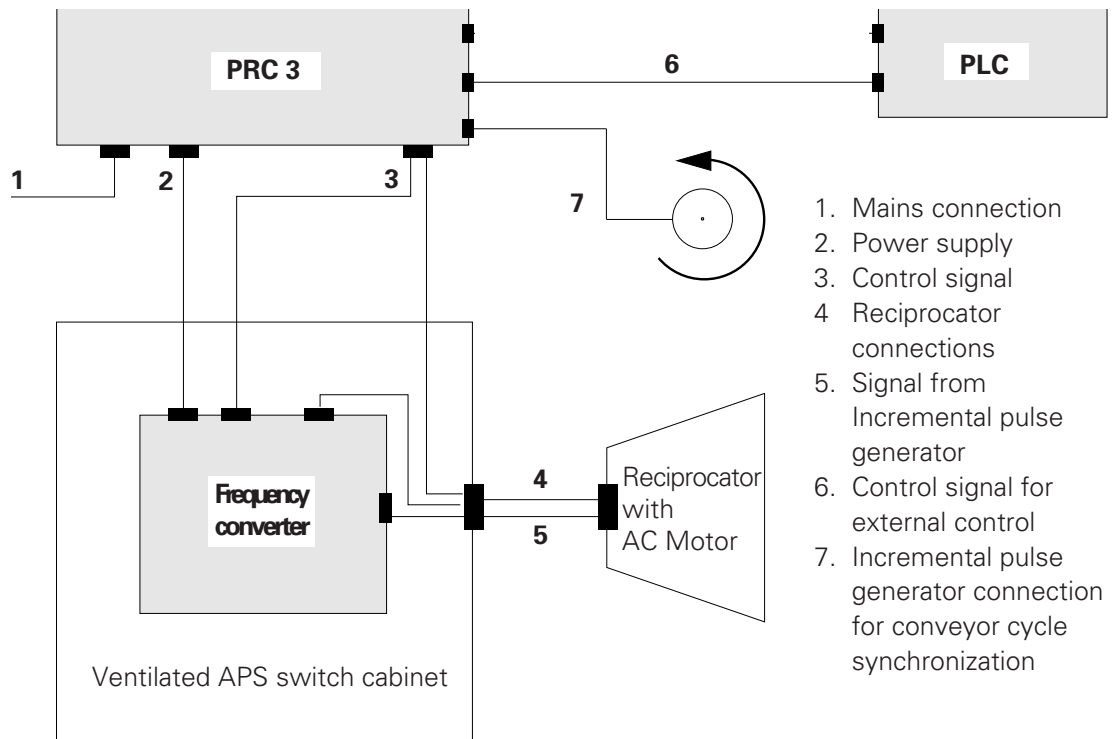 PRC 3
6
PLC
1
2
3
7
1. Mains connection
2. Power supply
3. Control signal
4 Reciprocator
connections
5. Signal from
Incremental pulse
generator
6. Control signal for
external control
7. Incremental pulse
generator connection
for conveyor cycle
synchronization
Frequency
converter
4
5
Reciprocator
with
AC Motor
Ventilated APS switch cabinet